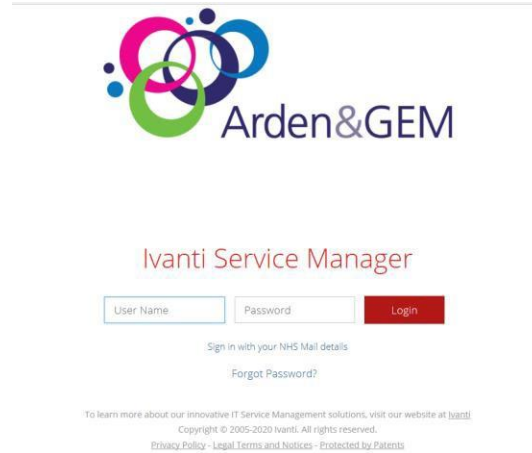 Arden&GEM
Ivanti Service Manager
User Name Password Login
Sign in with your NHS Mail details
Forgot Password?
To learn more about our innovative IT Service Management solutions, visit our website at Ivanti
Copyright © 2005-2020 Ivanti. All rights reserved.
Privacy Policy - Legal Terms and Notices - Protected by Patents